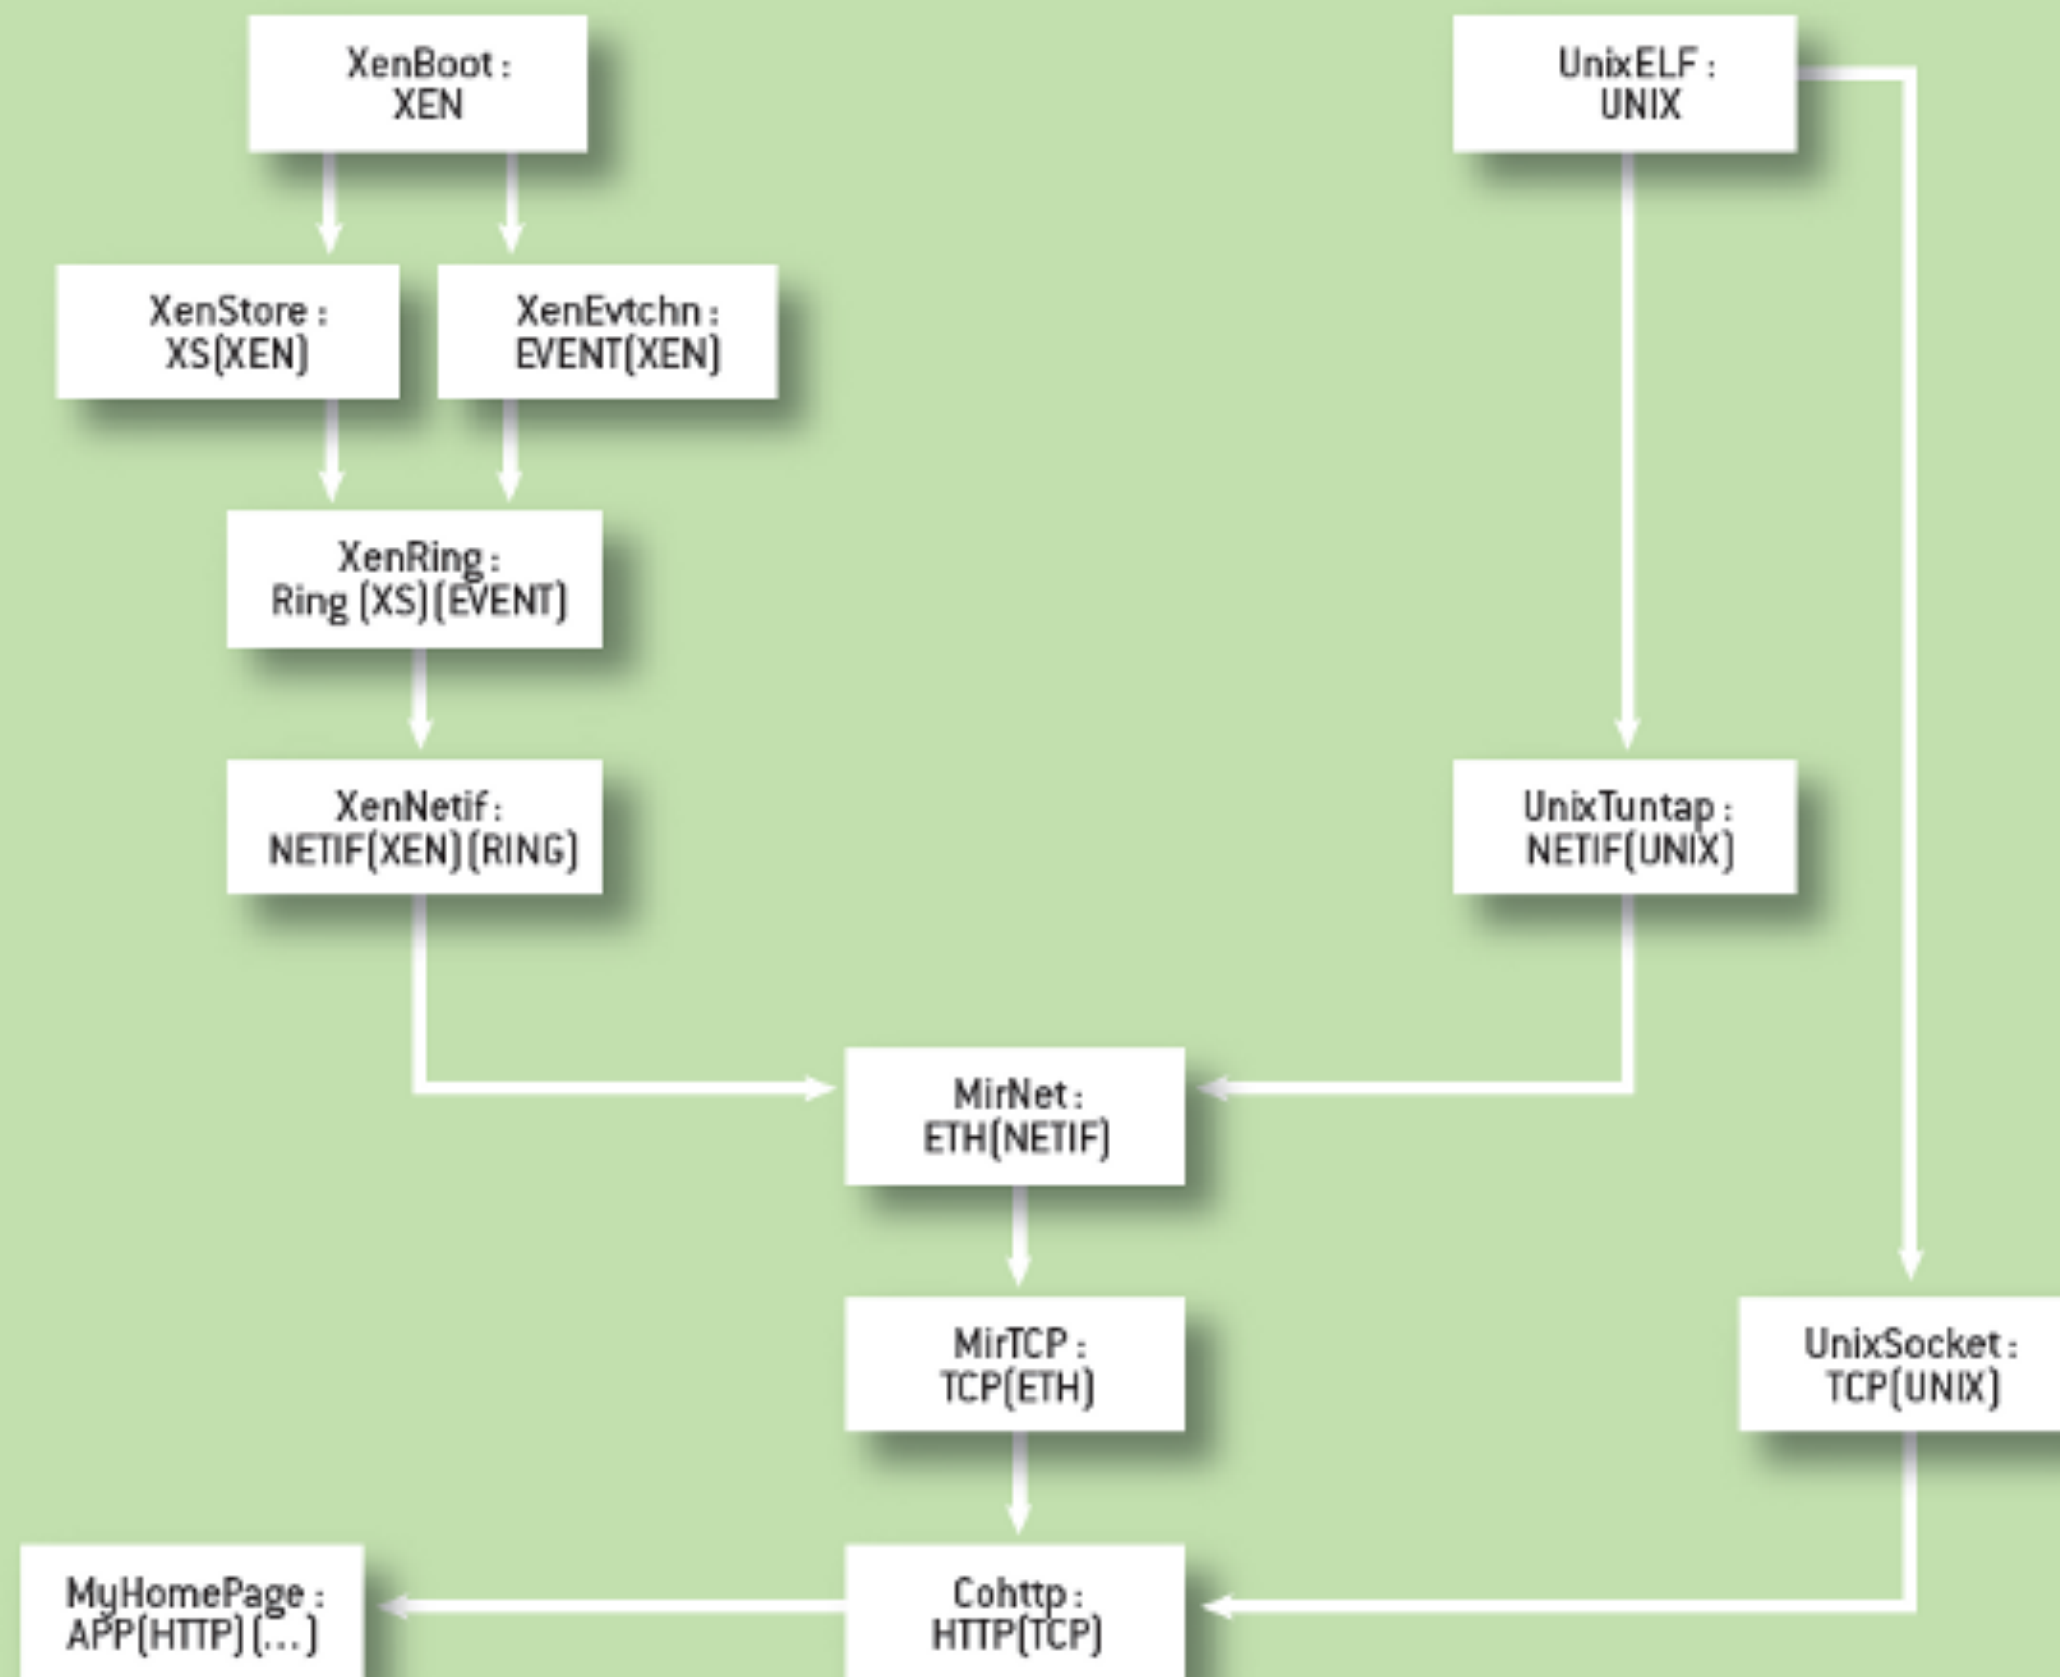 XenBoot :
XEN
UnixELF :
UNIX
XenStore :
XS(XEN)
XenEvtchn :
EVENT(XEN)
XenRing :
Ring (XS)(EVENT)
XenNetif :
NETIF(XEN)(RING)
UnixTuntap :
NETIF(UNIX)
MirNet :
ETH(NETIF)
MirTCP :
TCP(ETH)
UnixSocket :
TCP(UNIX)
MyHomePage :
APP(HTTP)(...)
Cohttp :
HTTP(TCP)